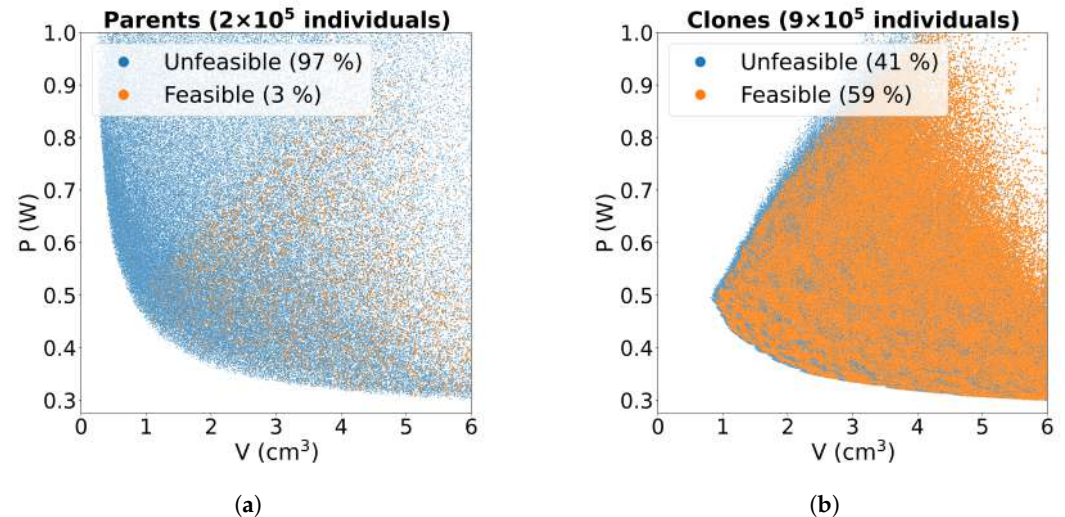 Parents (2×10⁵ individuals)
Unfeasible (97 %)
Feasible (3 %)
1.0
0.9
0.8
0.7
0.6
0.5
0.4
0.3
P (W)
0 1 2 3 4 5 6
V (cm³)
(a)
Clones (9×10⁵ individuals)
Unfeasible (41 %)
Feasible (59 %)
1.0
0.9
0.8
0.7
0.6
0.5
0.4
0.3
P (W)
0 1 2 3 4 5 6
V (cm³)
(b)